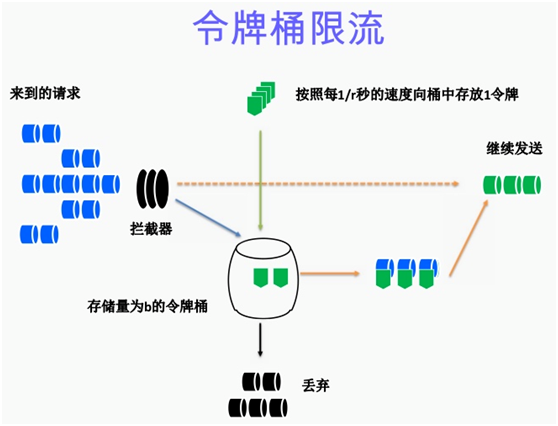 令牌桶限流
来到的请求
按照每1/r秒的速度向桶中存放1令牌
继续发送
拦截器
存储量为b的令牌桶
丢弃